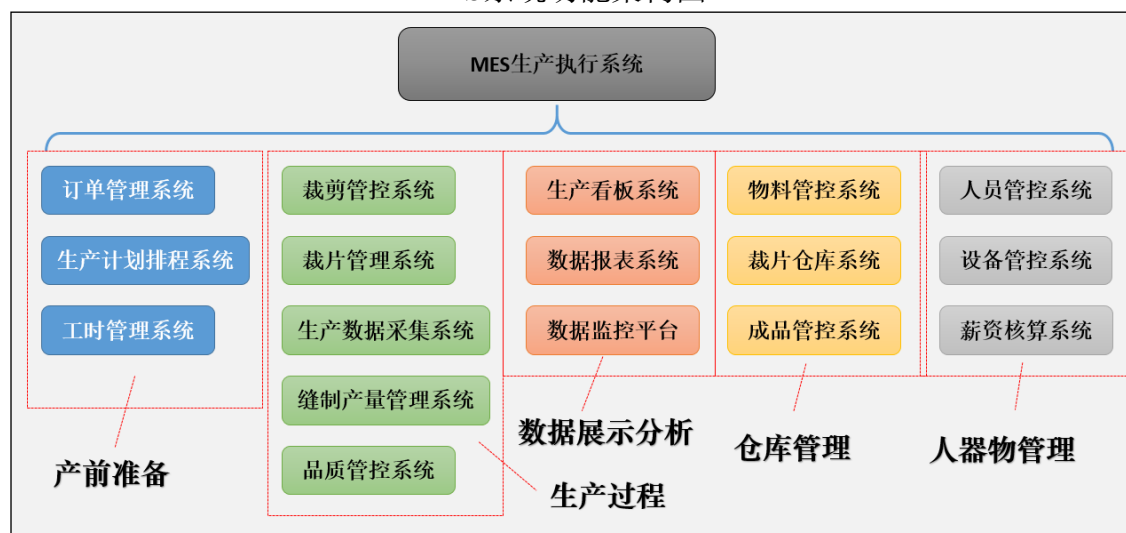 MES生产执行系统
订单管理系统
生产计划排程系统
工时管理系统
产前准备
裁剪管控系统
裁片管理系统
生产数据采集系统
缝制产量管理系统
品质管控系统
生产过程
生产看板系统
数据报表系统
数据监控平台
数据展示分析
物料管控系统
裁片仓库系统
成品管控系统
仓库管理
人员管控系统
设备管控系统
薪资核算系统
人器物管理